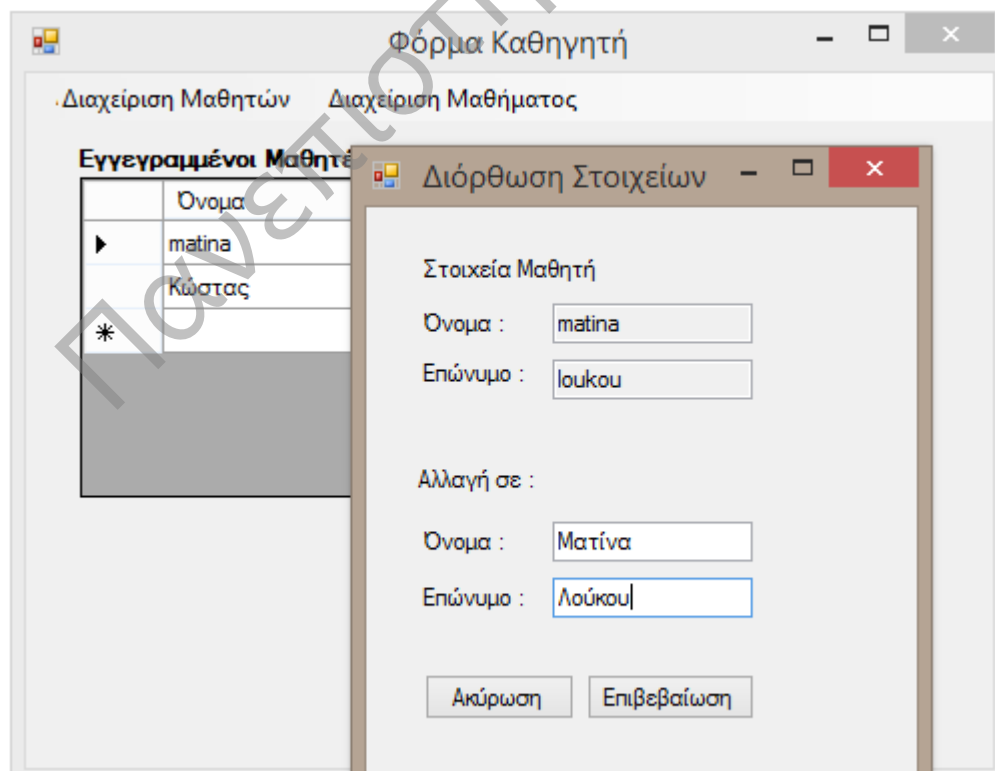 Φόρμα Καθηγητή
Διαχείριση Μαθητών Διαχείριση Μαθήματος
Εγγεγραμμένοι
Όνομα
matina
Κώστας
Διόρθωση Στοιχείων
Στοιχεία Μαθητή
Όνομα : matina
Επώνυμο : loukou
Αλλαγή σε :
Όνομα : Ματίνα
Επώνυμο : Λούκου
Ακύρωση Επιβεβαίωση